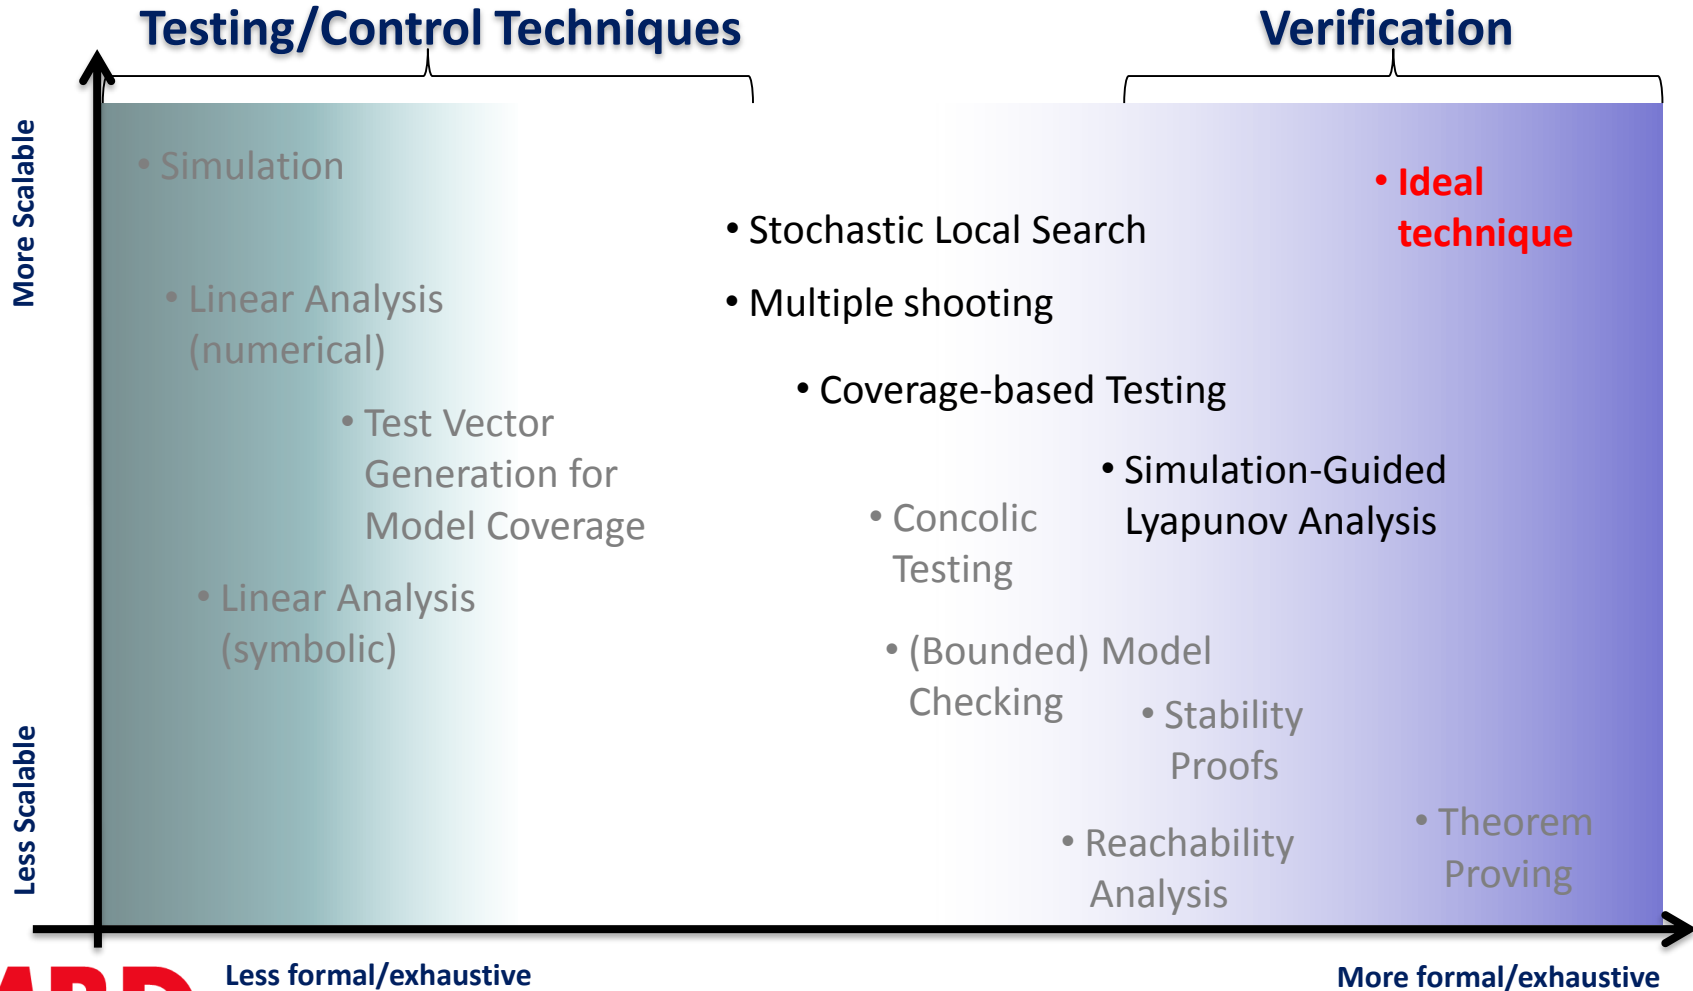 Testing/Control Techniques
Verification
More Scalable
Less Scalable
• Simulation
• Ideal
technique
• Stochastic Local Search
• Linear Analysis
(numerical)
• Multiple shooting
• Coverage-based Testing
• Test Vector
Generation for
Model Coverage
• Simulation-Guided
Lyapunov Analysis
• Concolic
Testing
• Linear Analysis
(symbolic)
• (Bounded) Model
Checking
• Stability
Proofs
• Reachability
Analysis
• Theorem
Proving
Less formal/exhaustive
More formal/exhaustive